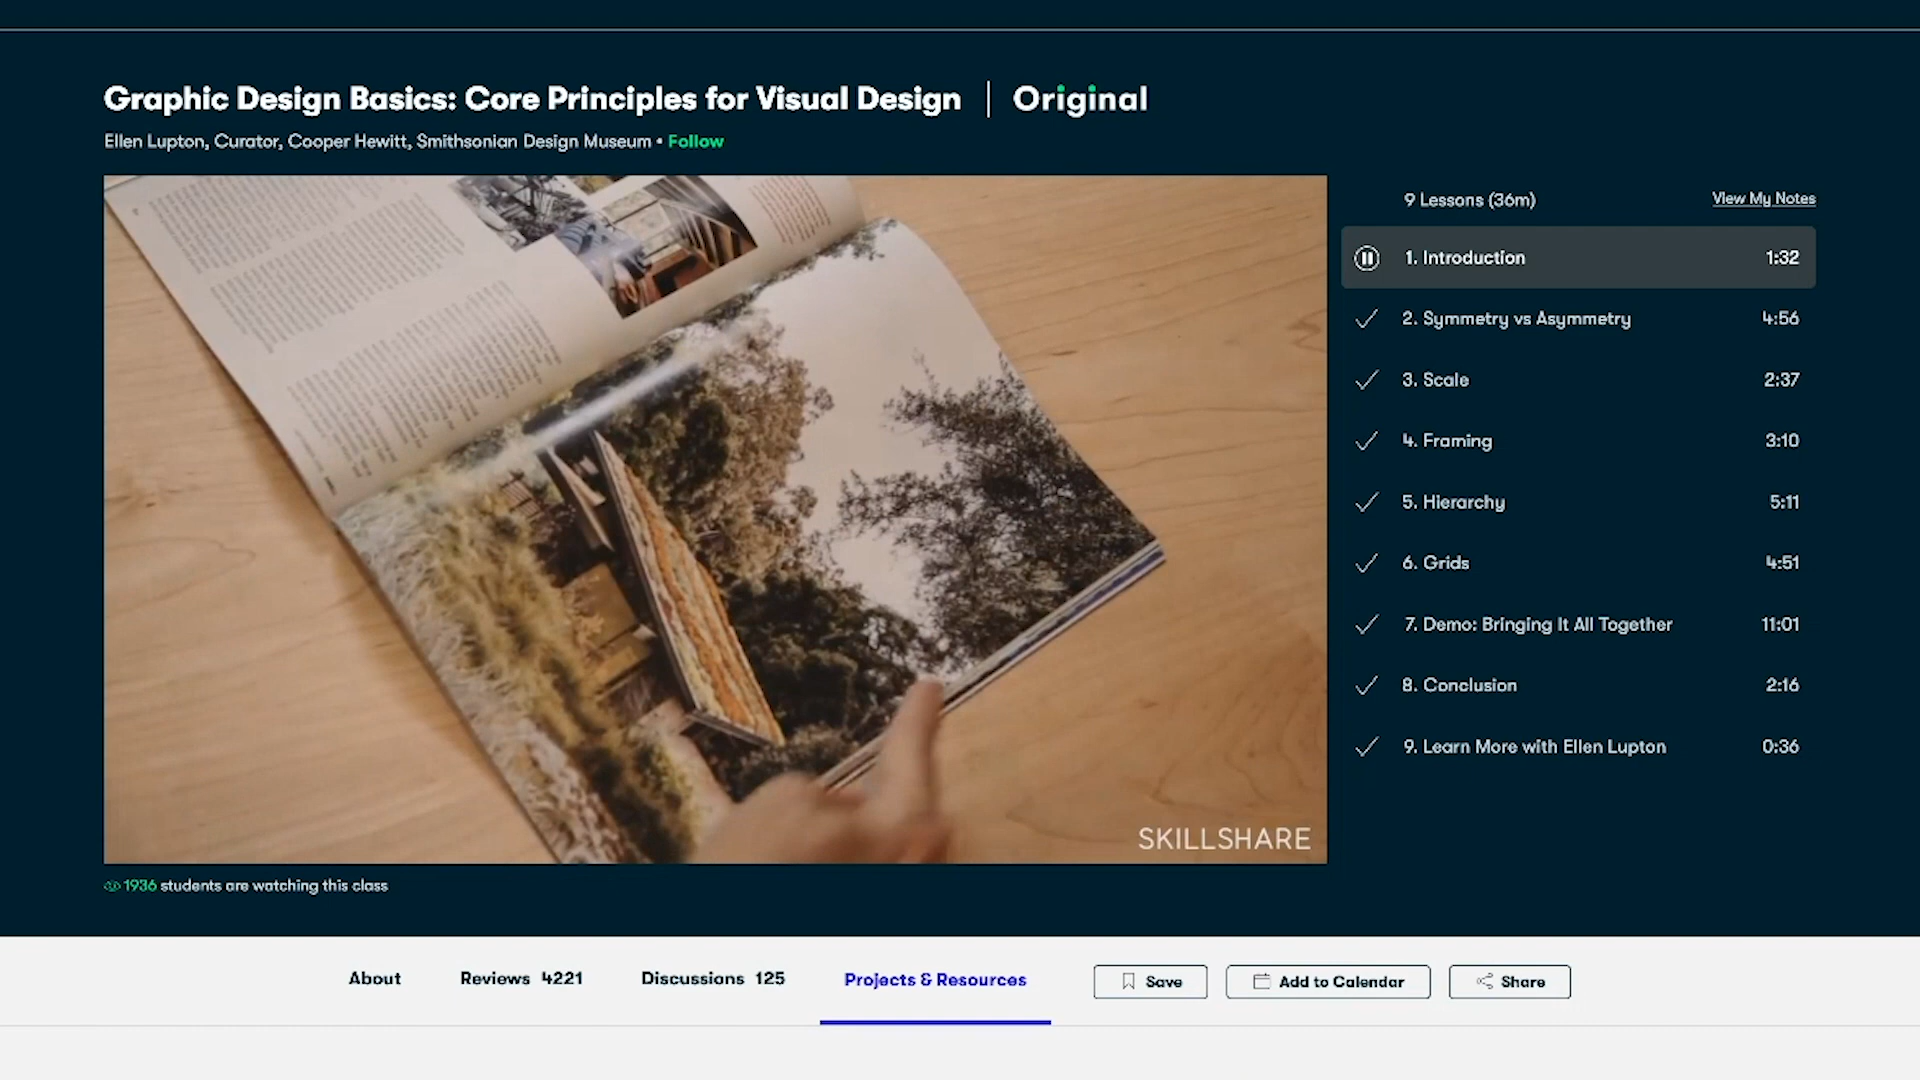 Graphic Design Basics: Core Principles for Visual Design | Original
Ellen Lupton, Curator, Cooper Hewitt, Smithsonian Design Museum • Follow
9 Lessons (36m) View My Notes
1. Introduction 1:32
2. Symmetry vs Asymmetry 4:56
3. Scale 2:37
4. Framing 3:10
5. Hierarchy 5:11
6. Grids 4:51
7. Demo: Bringing It All Together 11:01
8. Conclusion 2:16
9. Learn More with Ellen Lupton 0:36
SKILLSHARE
1936 students are watching this class
About Reviews 4221 Discussions 125 Projects & Resources Save Add to Calendar Share